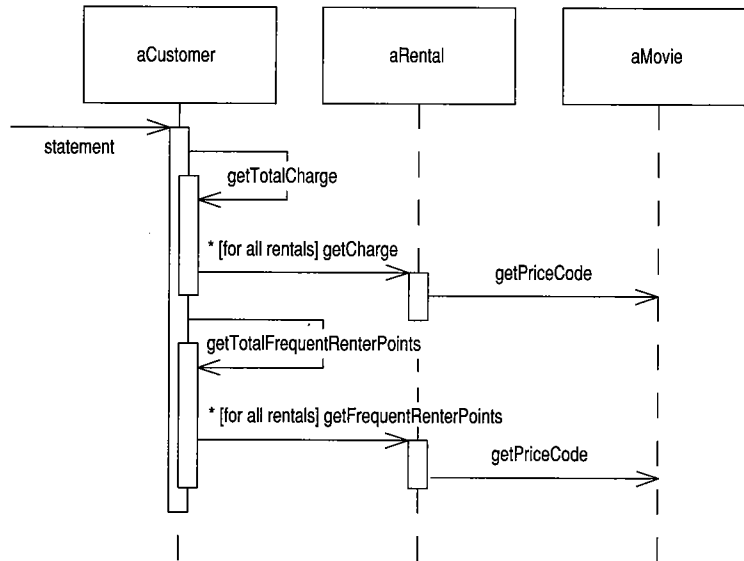 aCustomer
aRental
aMovie
statement
getTotalCharge
* [for all rentals] getCharge
getPriceCode
getTotalFrequentRenterPoints
* [for all rentals] getFrequentRenterPoints
getPriceCode